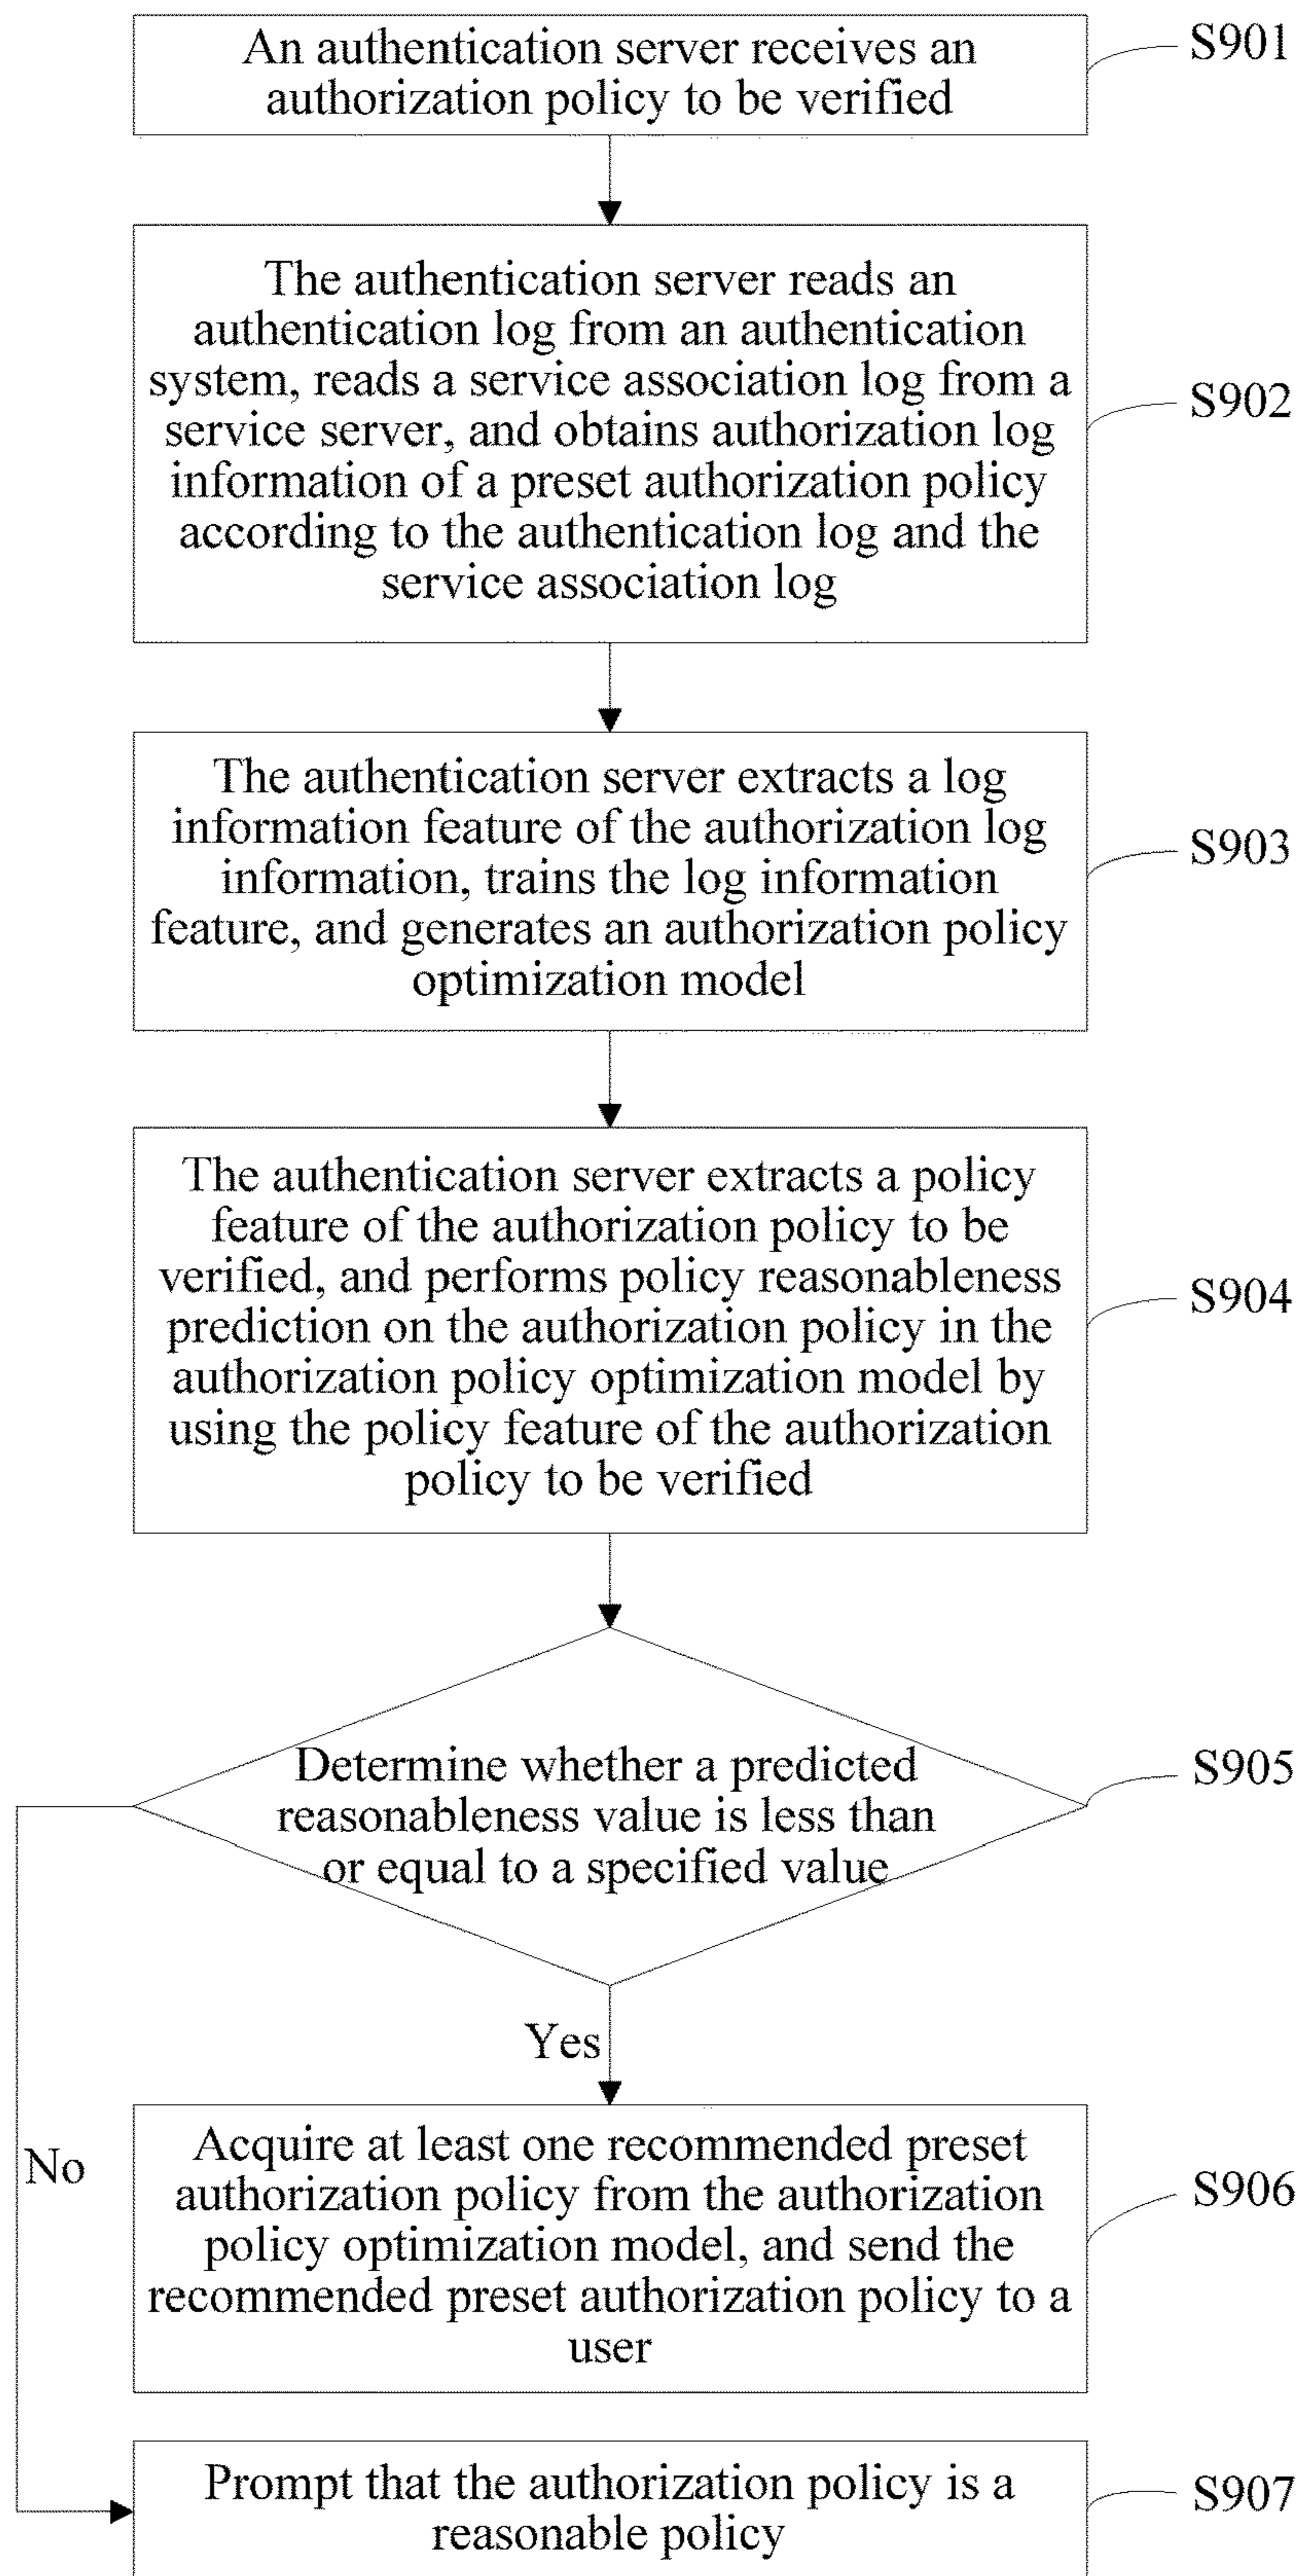 An authentication server receives an
authorization policy to be verified
S901
The authentication server reads an
authentication log from an authentication
system, reads a service association log from a
service server, and obtains authorization log
information of a preset authorization policy
according to the authentication log and the
service association log
S902
The authentication server extracts a log
information feature of the authorization log
information, trains the log information
feature, and generates an authorization policy
optimization model
S903
The authentication server extracts a policy
feature of the authorization policy to be
verified, and performs policy reasonableness
prediction on the authorization policy in the
authorization policy optimization model by
using the policy feature of the authorization
policy to be verified
S904
Determine whether a predicted
reasonableness value is less than
or equal to a specified value
S905
Yes
No
Acquire at least one recommended preset
authorization policy from the authorization
policy optimization model, and send the
recommended preset authorization policy to a
user
S906
Prompt that the authorization policy is a
reasonable policy
S907